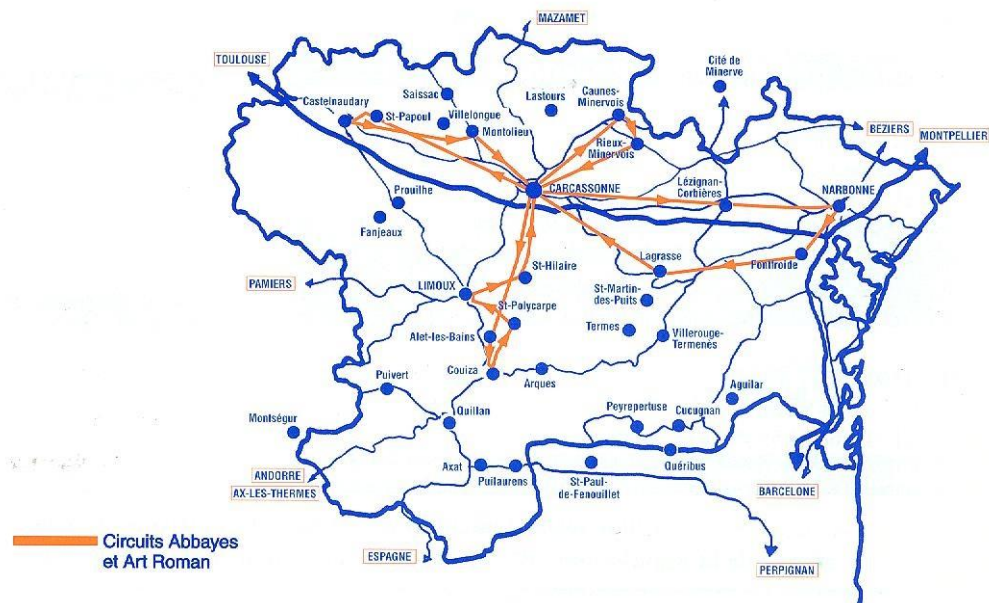 MAZAMET
TOULOUSE
Cité de
Minerve
Saissac
Lastours
Caunes-
Minervois
Castelnaudary
St-Papoul
Villelongue
Montolieu
BEZIERS
MONTPELLIER
Rieux-
Minervois
CARCASSONNE
Lézignan-
Corbières
NARBONNE
Prouilhe
Fanjeaux
Lagrasse
Fontfroide
St-Hilaire
PAMIERS
LIMOUX
St-Martin-
des-Puits
St-Polycarpe
Termes
Alet-les-Bains
Villerouge-
Termenès
Couiza
Arques
Puivert
Aguilar
Quillan
Peyrepertuse
Cucugnan
Montségur
Axat
Puilaurens
St-Paul-
de-Fenouillet
Quéribus
ANDORRE
AX-LES-THERMES
BARCELONE
ESPAGNE
PERPIGNAN
Circuits Abbayes
et Art Roman